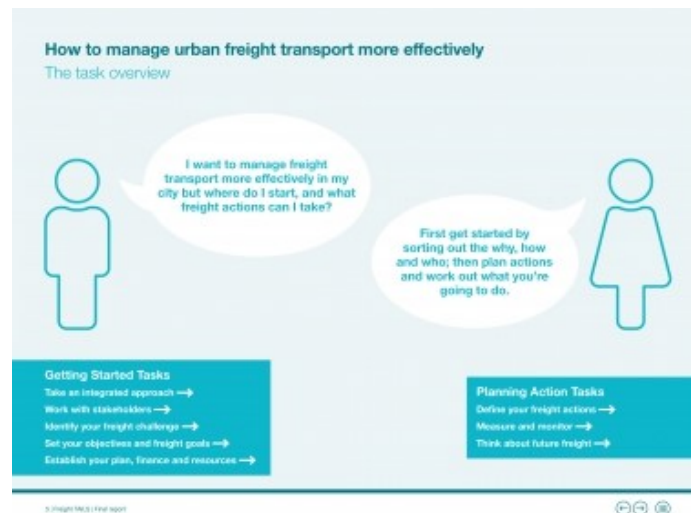 How to manage urban freight transport more effectively
The task overview
I want to manage freight
transport more effectively in my
city but where do I start, and what
freight actions can I take?
First get started by
sorting out the why, how
and who; then plan actions
and work out what you're
going to do.
Getting Started Tasks
Take an integrated approach →
Work with stakeholders →
Identify your freight challenge →
Set your objectives and freight goals →
Establish your plan, finance and resources →
Planning Action Tasks
Define your freight actions →
Measure and monitor →
Think about future freight →
Final report